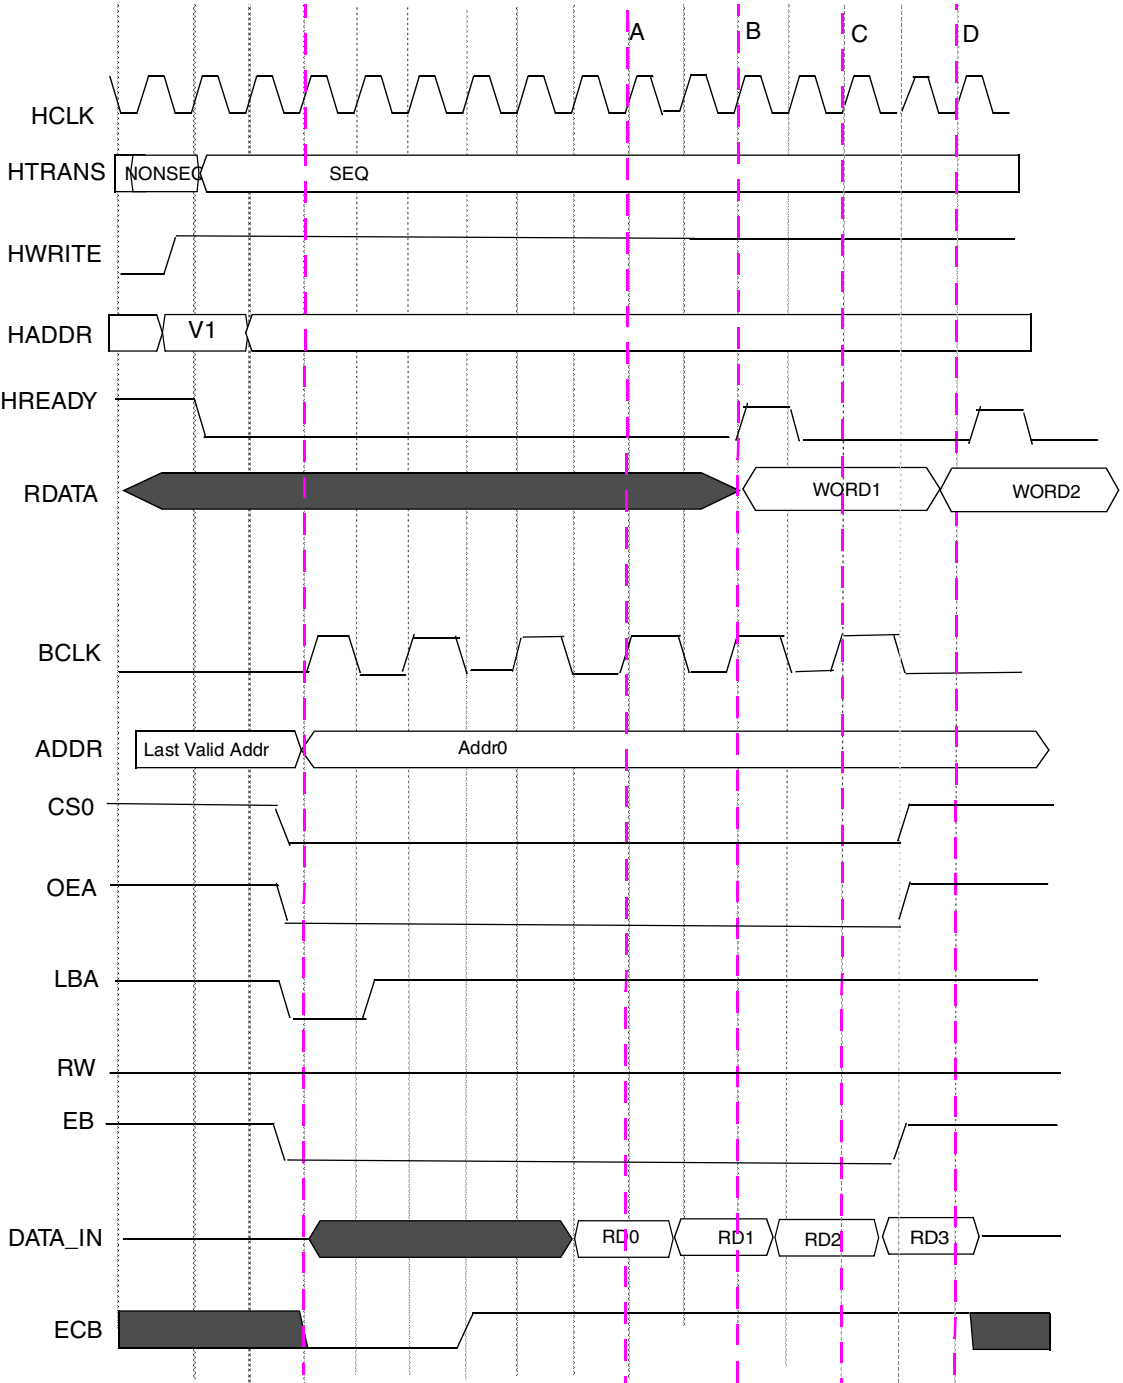 A B C D
HCLK
HTRANS NONSEQ SEQ
HWRITE
HADDR V1
HREADY
RDATA WORD1 WORD2
BCLK
ADDR Last Valid Addr Addr0
CS0
OEA
LBA
RW
EB
DATA_IN RD0 RD1 RD2 RD3
ECB